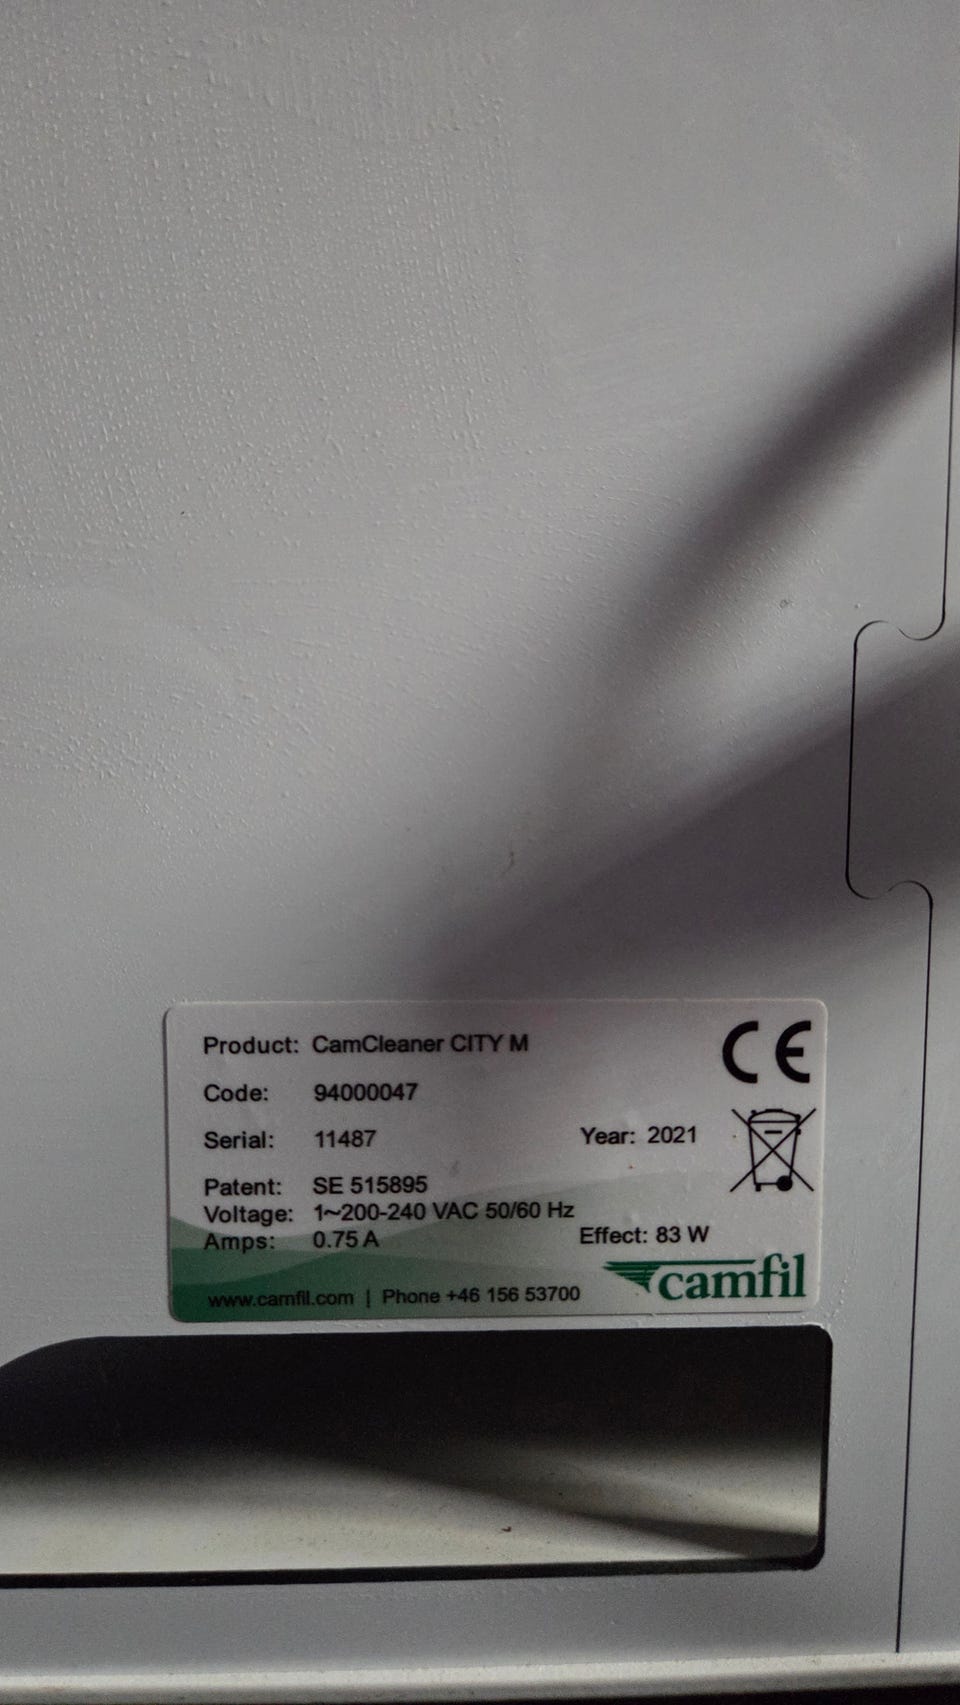 Product: CamCleaner CITY M
CE
Code: 94000047
Serial: 11487
Year: 2021
Patent: SE 515895
Voltage: 1~200-240 VAC 50/60 Hz
Amps: 0.75 A
Effect: 83 W
www.camfil.com | Phone +46 156 53700
camfil